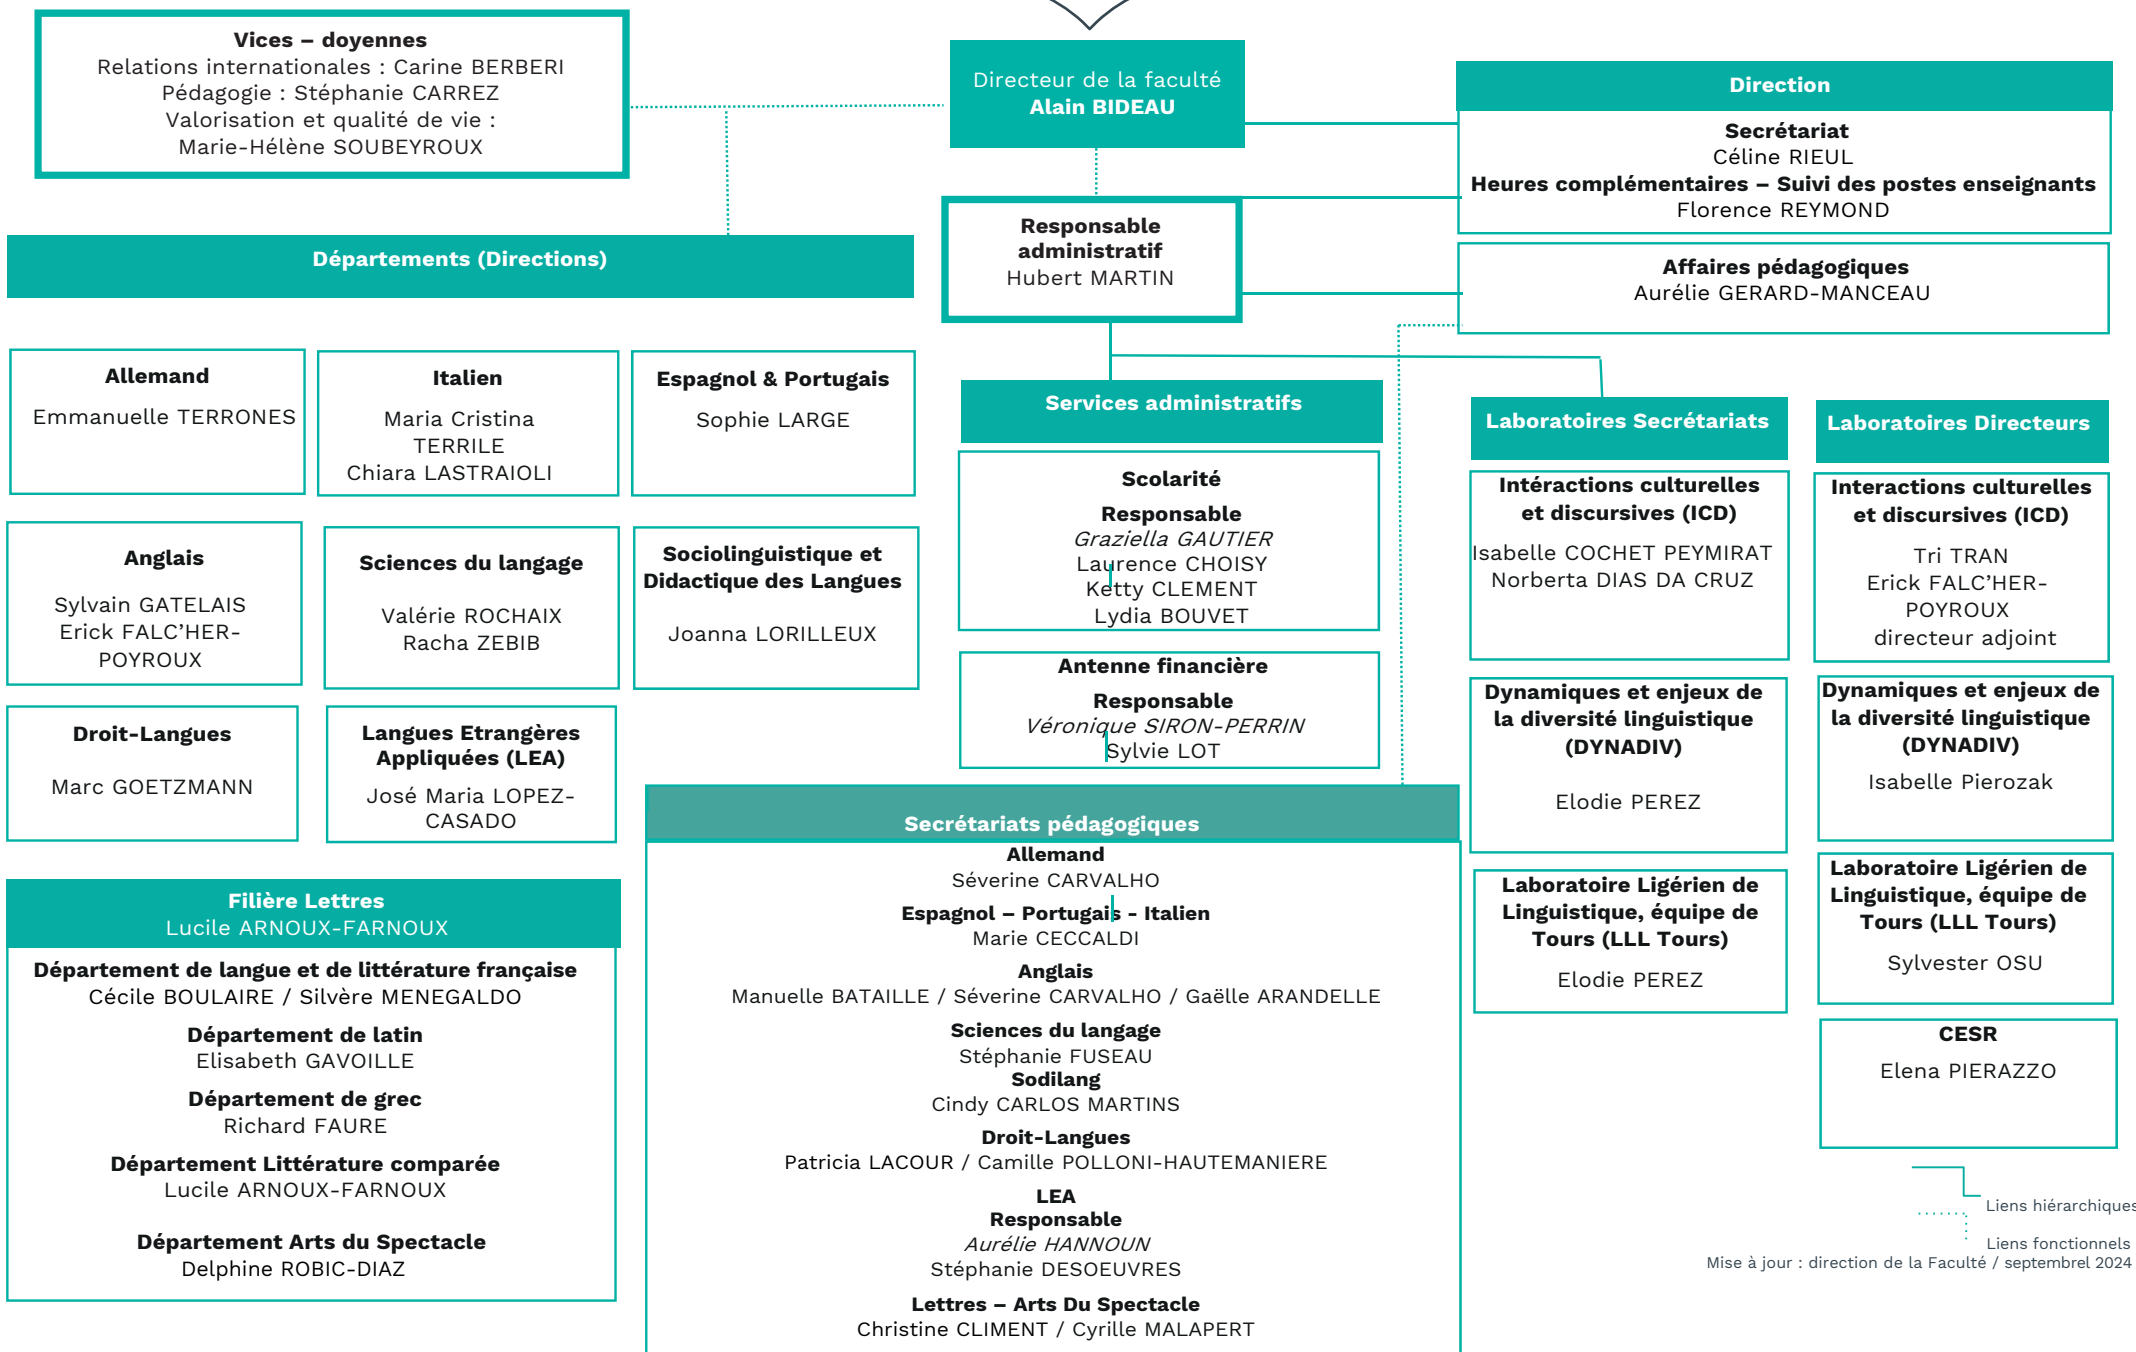 Vices – doyennes
Relations internationales : Carine BERBERI
Pédagogie : Stéphanie CARREZ
Valorisation et qualité de vie :
Marie-Hélène SOUBEYROUX
Directeur de la faculté
Alain BIDEAU
Direction
Secrétariat
Céline RIEUL
Heures complémentaires – Suivi des postes enseignants
Florence REYMOND
Responsable
administratif
Hubert MARTIN
Affaires pédagogiques
Aurélie GERARD-MANCEAU
Départements (Directions)
Allemand
Emmanuelle TERRONES
Italien
Maria Cristina
TERRILE
Chiara LASTRAIOLI
Espagnol & Portugais
Sophie LARGE
Anglais
Sylvain GATELAIS
Erick FALC’HER-
POYROUX
Sciences du langage
Valérie ROCHAIX
Racha ZEBIB
Sociolinguistique et
Didactique des Langues
Joanna LORILLEUX
Droit-Langues
Marc GOETZMANN
Langues Etrangères
Appliquées (LEA)
José Maria LOPEZ-
CASADO
Filière Lettres
Lucile ARNOUX-FARNOUX
Département de langue et de littérature française
Cécile BOULAIRE / Silvère MENEGALDO
Département de latin
Elisabeth GAVOILLE
Département de grec
Richard FAURE
Département Littérature comparée
Lucile ARNOUX-FARNOUX
Département Arts du Spectacle
Delphine ROBIC-DIAZ
Services administratifs
Scolarité
Responsable
Graziella GAUTIER
Laurence CHOISY
Ketty CLEMENT
Lydia BOUVET
Antenne financière
Responsable
Véronique SIRON-PERRIN
Sylvie LOT
Secrétariats pédagogiques
Allemand
Séverine CARVALHO
Espagnol – Portugais - Italien
Marie CECCALDI
Anglais
Manuelle BATAILLE / Séverine CARVALHO / Gaëlle ARANDELLE
Sciences du langage
Stéphanie FUSEAU
Sodilang
Cindy CARLOS MARTINS
Droit-Langues
Patricia LACOUR / Camille POLLONI-HAUTEMANIERE
LEA
Responsable
Aurélie HANNOUN
Stéphanie DESOEUVRES
Lettres – Arts Du Spectacle
Christine CLIMENT / Cyrille MALAPERT
Laboratoires Secrétariats
Intéractions culturelles
et discursives (ICD)
Isabelle COCHET PEYMIRAT
Norberta DIAS DA CRUZ
Dynamiques et enjeux de
la diversité linguistique
(DYNADIV)
Elodie PEREZ
Laboratoire Ligérien de
Linguistique, équipe de
Tours (LLL Tours)
Elodie PEREZ
Laboratoires Directeurs
Interactions culturelles
et discursives (ICD)
Tri TRAN
Erick FALC’HER-
POYROUX
directeur adjoint
Dynamiques et enjeux de
la diversité linguistique
(DYNADIV)
Isabelle Pierozak
Laboratoire Ligérien de
Linguistique, équipe de
Tours (LLL Tours)
Sylvester OSU
CESR
Elena PIERAZZO
Liens hiérarchiques
Liens fonctionnels
Mise à jour : direction de la Faculté / septembrel 2024